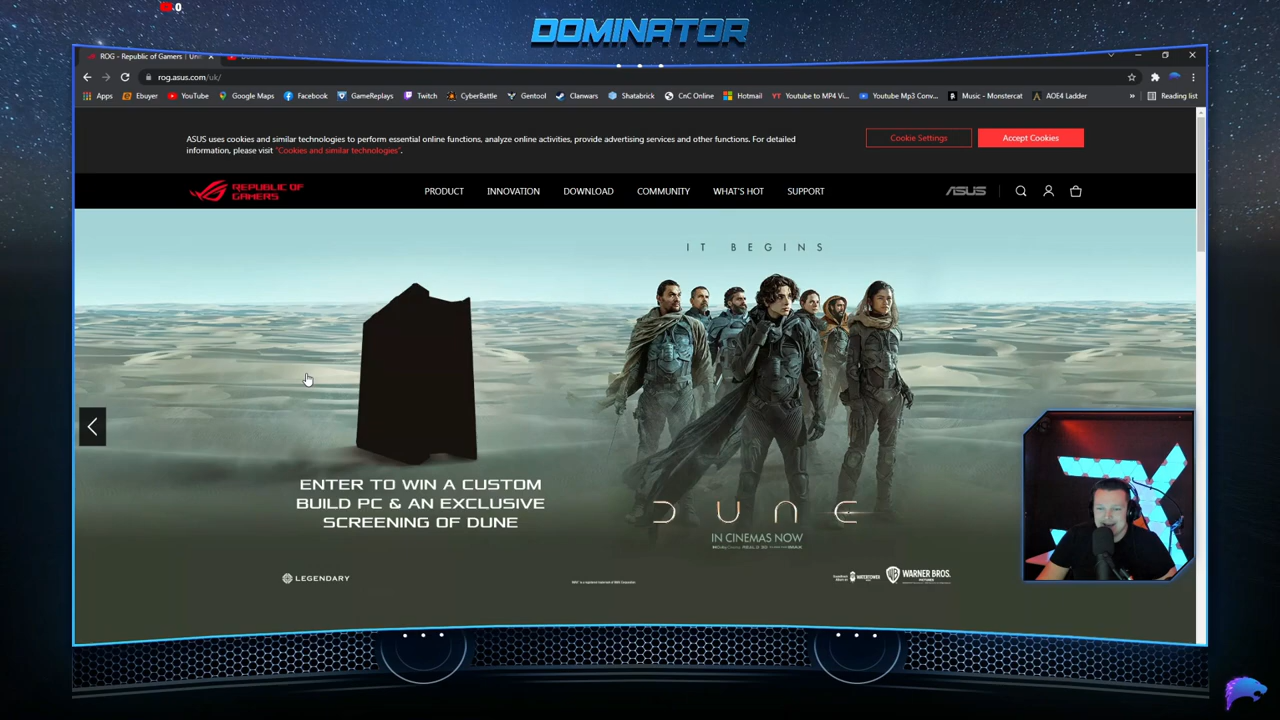 0
DOMINATOR
ROG - Republic of Gamers | Uni
rog.asus.com/uk/
Apps Ebuyer YouTube Google Maps Facebook GameReplays Twitch CyberBattle Gentool Clanwars Shatabrick CnC Online Hotmail Youtube to MP4 Vi... Youtube Mp3 Conv... Music - Monstercat AOE4 Ladder » Reading list
ASUS uses cookies and similar technologies to perform essential online functions, analyze online activities, provide advertising services and other functions. For detailed
information, please visit "Cookies and similar technologies".
Cookie Settings Accept Cookies
REPUBLIC OF
GAMERS
PRODUCT INNOVATION DOWNLOAD COMMUNITY WHAT'S HOT SUPPORT ASUS
IT BEGINS
ENTER TO WIN A CUSTOM
BUILD PC & AN EXCLUSIVE
SCREENING OF DUNE
DUNE
IN CINEMAS NOW
LEGENDARY
WATERTOWER
WARNER BROS.
PICTURES